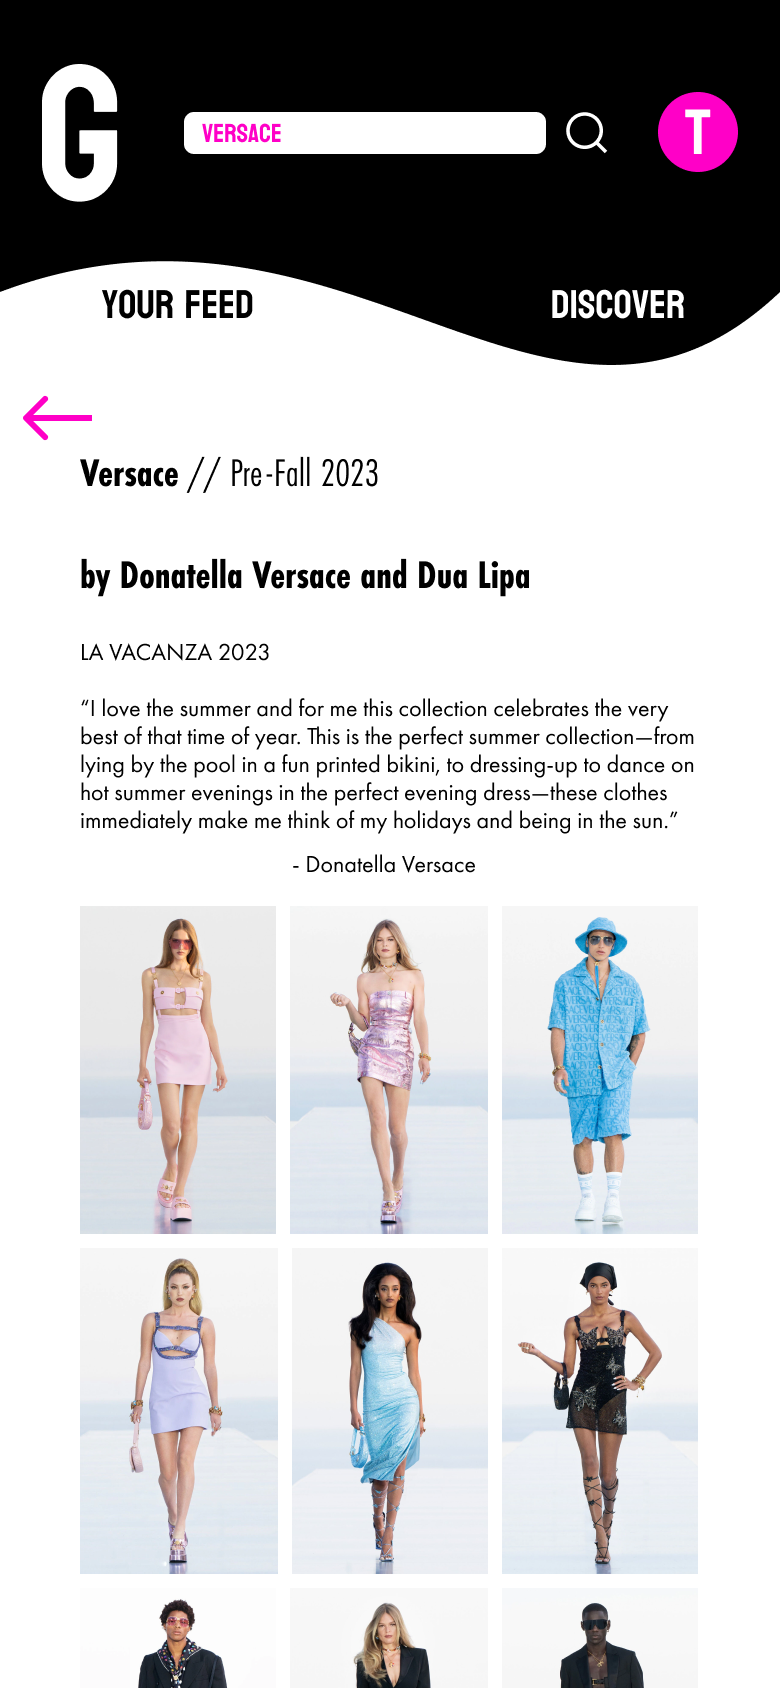 G
VERSACE
T
YOUR FEED
DISCOVER
Versace // Pre-Fall 2023
by Donatella Versace and Dua Lipa
LA VACANZA 2023
“I love the summer and for me this collection celebrates the very
best of that time of year. This is the perfect summer collection—from
lying by the pool in a fun printed bikini, to dressing-up to dance on
hot summer evenings in the perfect evening dress—these clothes
immediately make me think of my holidays and being in the sun.”
- Donatella Versace